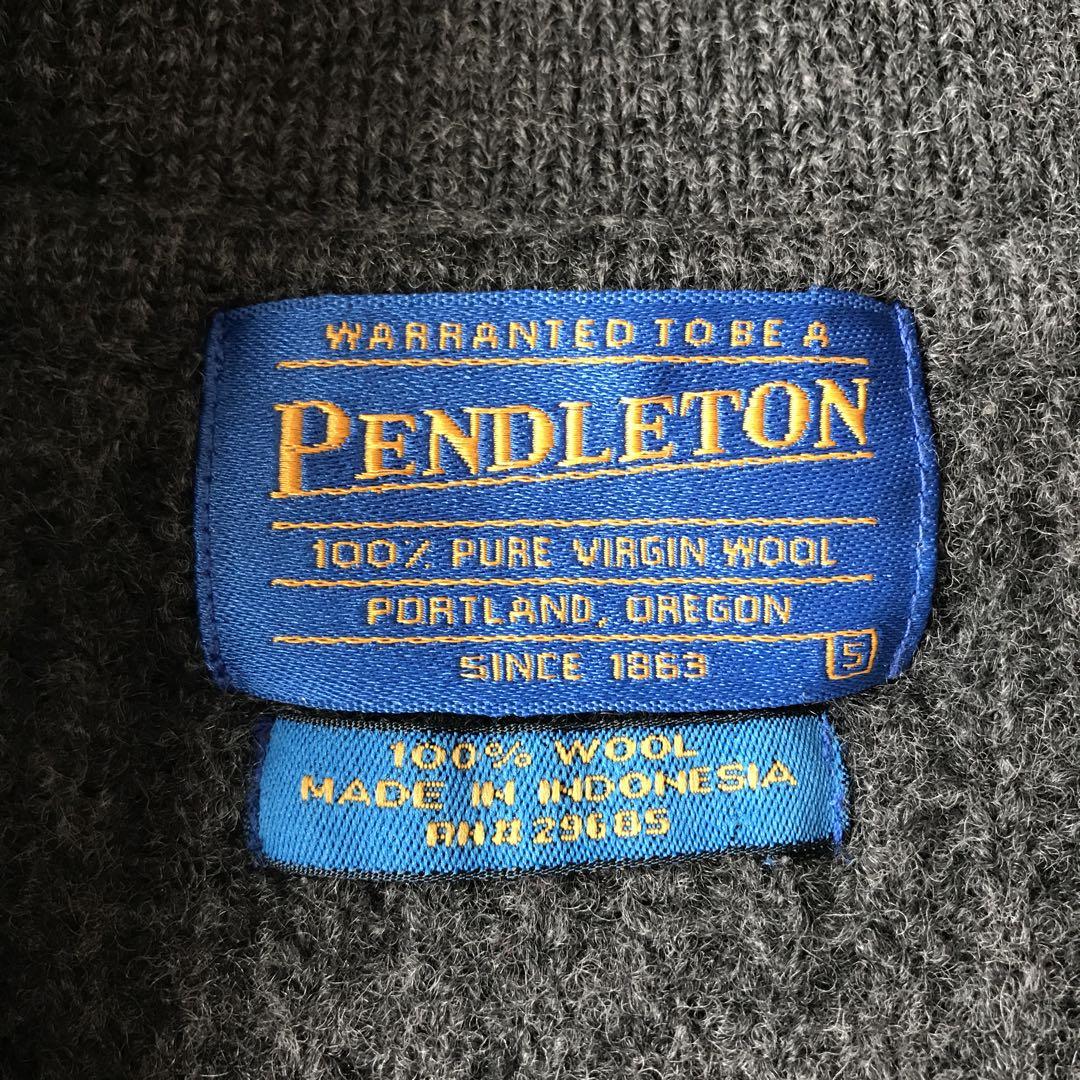 WARRANTED TO BE A
PENDLETON
100% PURE VIRGIN WOOL
PORTLAND, OREGON
SINCE 1863
S
100% WOOL
MADE IN INDONESIA
RN# 29685